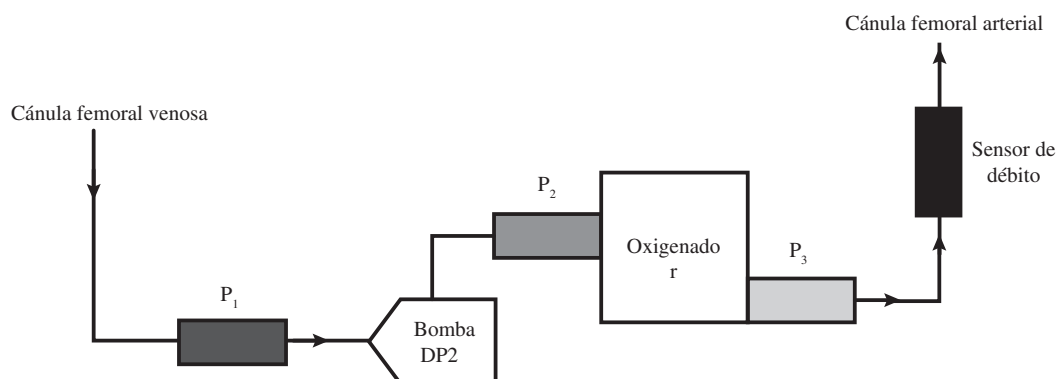 Cánula femoral arterial
Cánula femoral venosa
Sensor de
débito
P2
Oxigenado
r
P3
P1
Bomba
DP2